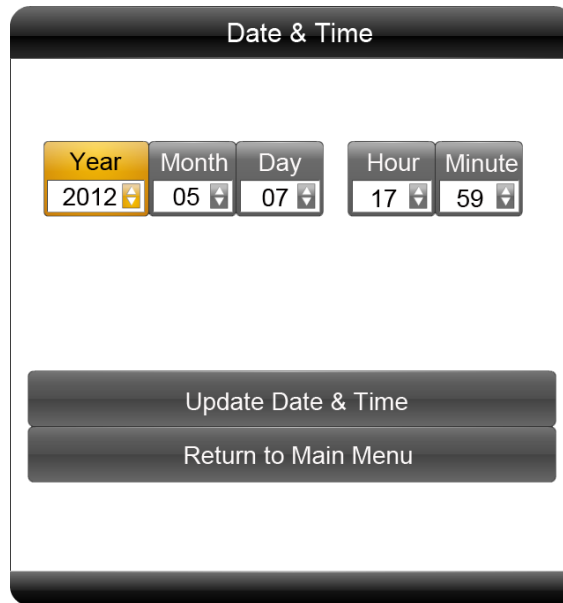 Date & Time
Year Month Day Hour Minute
2012 05 07 17 59
Update Date & Time
Return to Main Menu